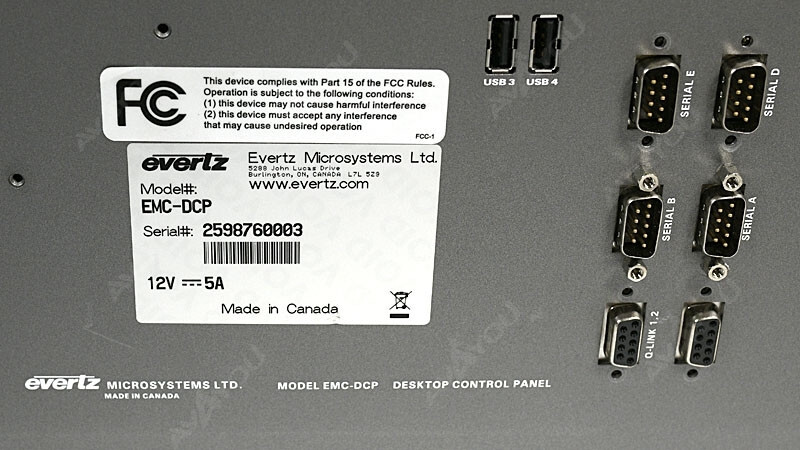 FC
This device complies with Part 15 of the FCC Rules.
Operation is subject to the following conditions:
(1) this device may not cause harmful interference
(2) this device must accept any interference
that may cause undesired operation
FCC-1
evertz Evertz Microsystems Ltd.
5288 John Lucas Drive
Burlington, ON, CANADA L7L 5Z9
www.evertz.com
Model#:
EMC-DCP
Serial#: 2598760003
12V 5A
Made in Canada
USB 3 USB 4
SERIAL E
SERIAL D
SERIAL B
SERIAL A
Q-LINK 1,2
evertz MICROSYSTEMS LTD. MODEL EMC-DCP DESKTOP CONTROL PANEL
MADE IN CANADA